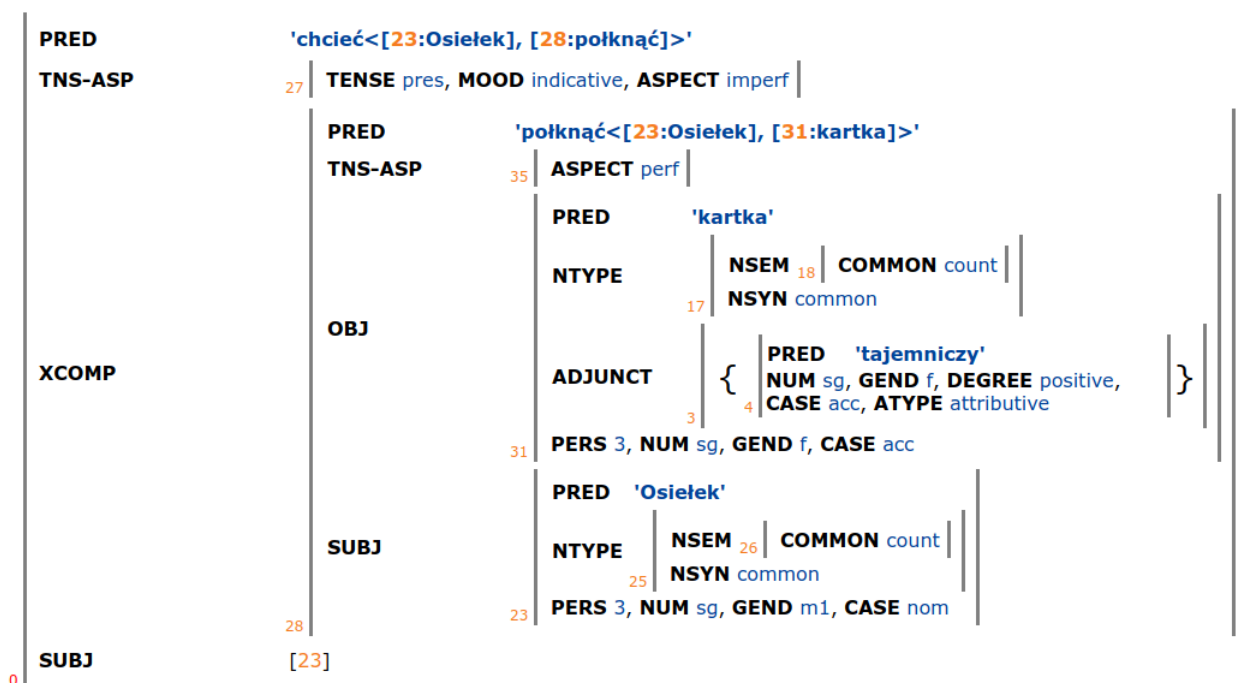 PRED 'chcieć<[23:Osiełek], [28:połknąć]>'
TNS-ASP 27 TENSE pres, MOOD indicative, ASPECT imperf
PRED 'połknąć<[23:Osiełek], [31:kartka]>'
TNS-ASP 35 ASPECT perf
PRED 'kartka'
NSEM 18 COMMON count
NTYPE
17 NSYN common
OBJ
PRED 'tajemniczy'
XCOMP
ADJUNCT { NUM sg, GEND f, DEGREE positive, }
3 4 CASE acc, ATYPE attributive
31 PERS 3, NUM sg, GEND f, CASE acc
PRED 'Osiełek'
NSEM 26 COMMON count
SUBJ NTYPE
25 NSYN common
23 PERS 3, NUM sg, GEND m1, CASE nom
28
SUBJ [23]
0